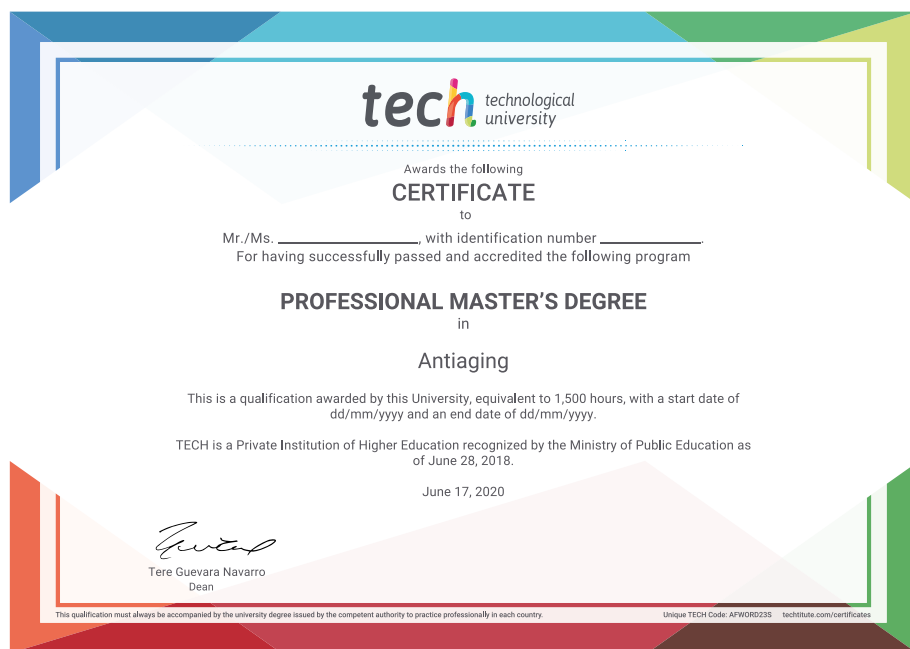 tech technological
university
Awards the following
CERTIFICATE
to
Mr./Ms. ____________________, with identification number ______________.
For having successfully passed and accredited the following program
PROFESSIONAL MASTER'S DEGREE
in
Antiaging
This is a qualification awarded by this University, equivalent to 1,500 hours, with a start date of
dd/mm/yyyy and an end date of dd/mm/yyyy.
TECH is a Private Institution of Higher Education recognized by the Ministry of Public Education as
of June 28, 2018.
June 17, 2020
Tere Guevara Navarro
Dean
This qualification must always be accompanied by the university degree issued by the competent authority to practice professionally in each country.
Unique TECH Code: AFWORD23S techtitute.com/certificates